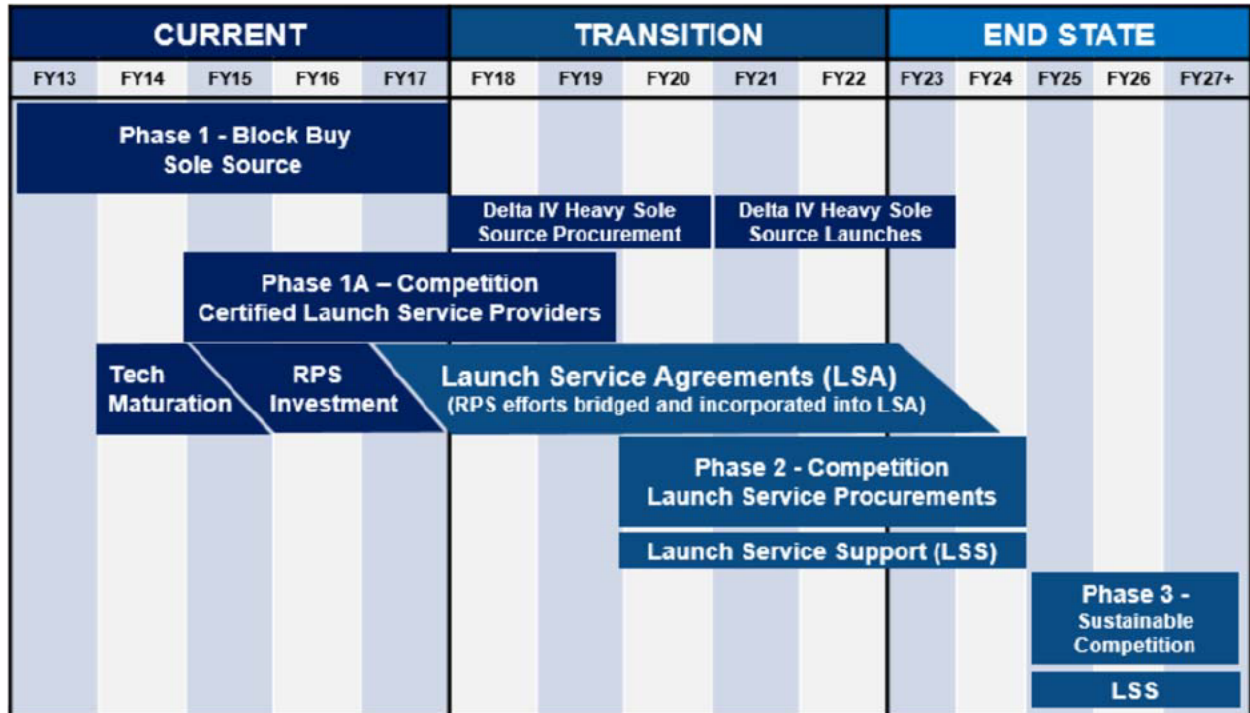 CURRENT TRANSITION END STATE
FY13 FY14 FY15 FY16 FY17 FY18 FY19 FY20 FY21 FY22 FY23 FY24 FY25 FY26 FY27+
Phase 1 - Block Buy
Sole Source
Delta IV Heavy Sole
Source Procurement
Delta IV Heavy Sole
Source Launches
Phase 1A – Competition
Certified Launch Service Providers
Tech
Maturation
RPS
Investment
Launch Service Agreements (LSA)
(RPS efforts bridged and incorporated into LSA)
Phase 2 - Competition
Launch Service Procurements
Launch Service Support (LSS)
Phase 3 -
Sustainable
Competition
LSS